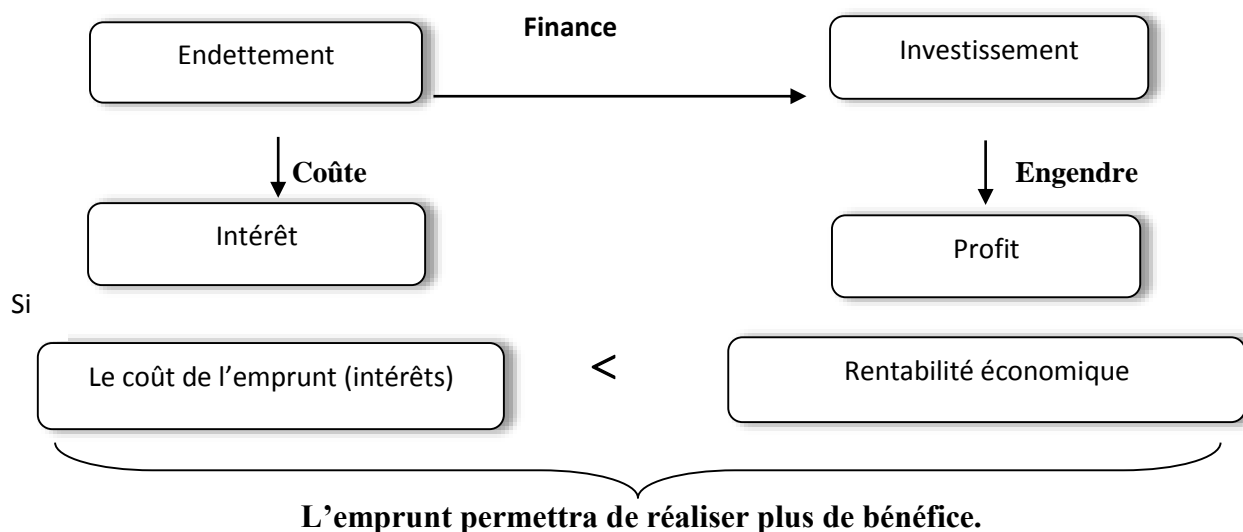 Finance
Endettement
Investissement
Coûte
Engendre
Intérêt
Profit
Si
Le coût de l’emprunt (intérêts)
<
Rentabilité économique
L’emprunt permettra de réaliser plus de bénéfice.